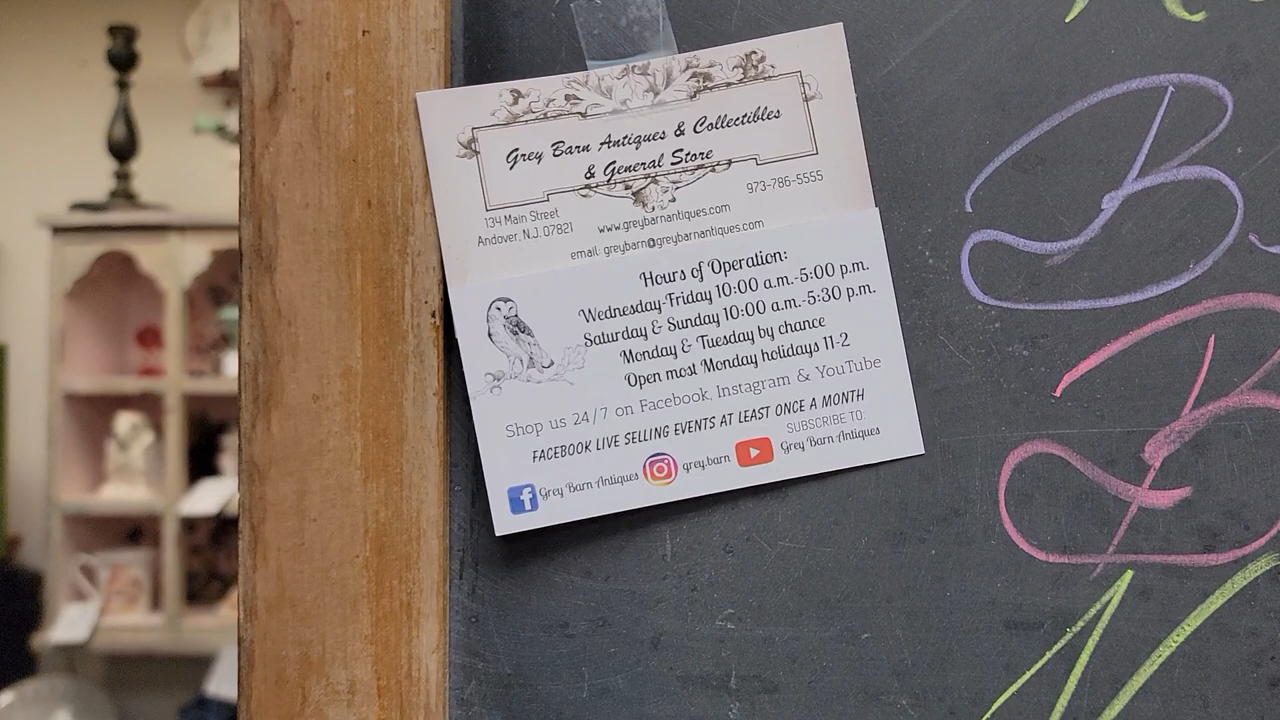 Grey Barn Antiques & Collectibles
& General Store
973-786-5555
134 Main Street
Andover, N.J. 07821
www.greybarnantiques.com
email: greybarn@greybarnantiques.com
Hours of Operation:
Wednesday-Friday 10:00 a.m.-5:00 p.m.
Saturday & Sunday 10:00 a.m.-5:30 p.m.
Monday & Tuesday by chance
Open most Monday holidays 11-2
Shop us 24/7 on Facebook, Instagram & YouTube
FACEBOOK LIVE SELLING EVENTS AT LEAST ONCE A MONTH
SUBSCRIBE TO:
Grey Barn Antiques grey.barn Grey Barn Antiques
B
B